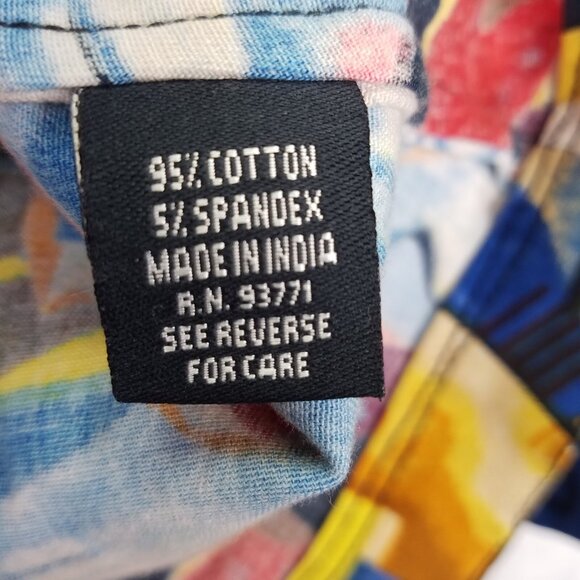 95% COTTON
5% SPANDEX
MADE IN INDIA
R.N. 93771
SEE REVERSE
FOR CARE